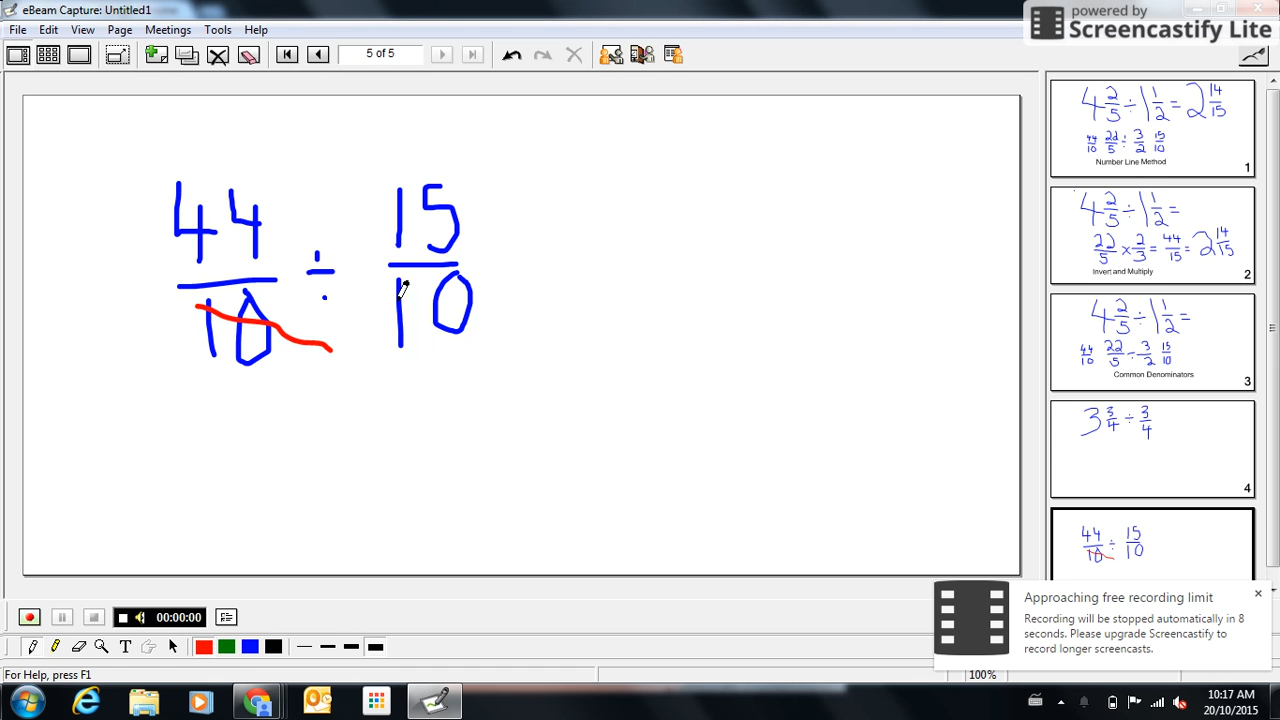 eBeam Capture: Untitled1
powered by
Screencastify Lite
File Edit View Page Meetings Tools Help
5 of 5
44/10 ÷ 15/10
4 2/5 ÷ 1 1/2 = 2 14/15
44/10 22/5 ÷ 3/2 15/10
Number Line Method
1
4 2/5 ÷ 1 1/2 =
22/5 × 2/3 = 44/15 = 2 14/15
Invert and Multiply
2
4 2/5 ÷ 1 1/2 =
44/10 22/5 ÷ 3/2 15/10
Common Denominators
3
3 3/4 ÷ 3/4
4
44/10 ÷ 15/10
Approaching free recording limit
Recording will be stopped automatically in 8
seconds. Please upgrade Screencastify to
record longer screencasts.
00:00:00
T
For Help, press F1
100%
10:17 AM
20/10/2015